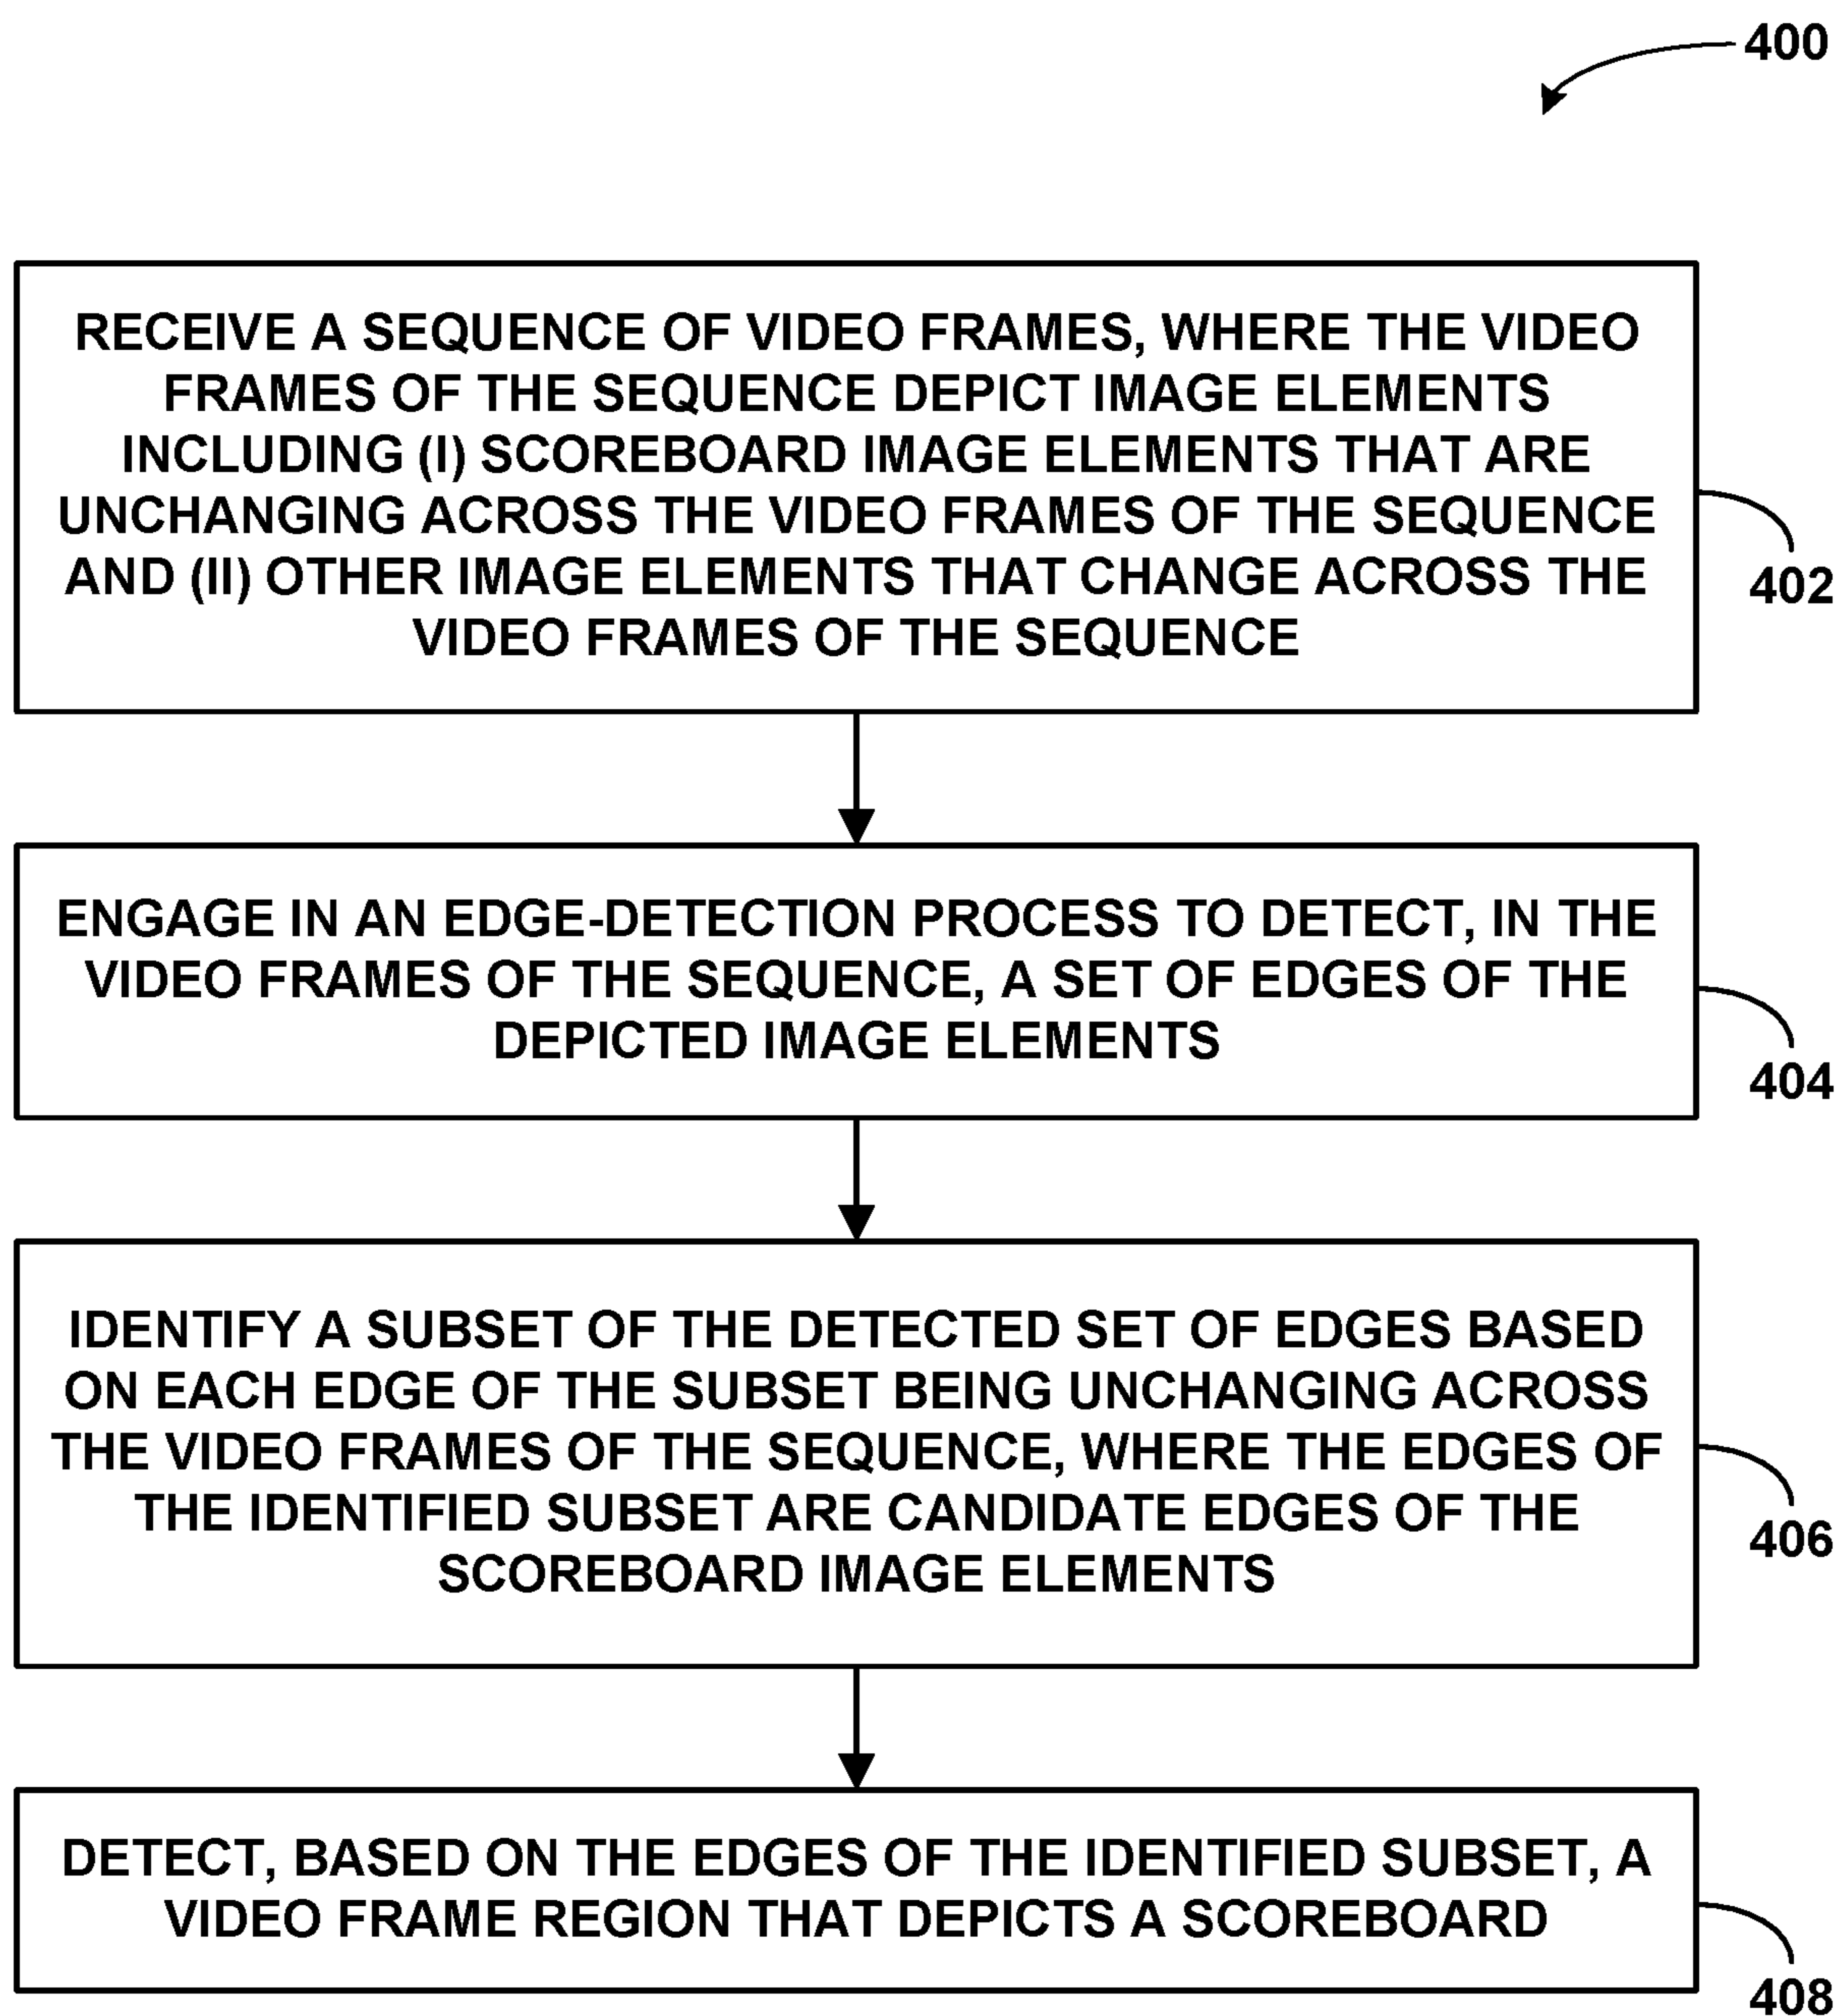 400
RECEIVE A SEQUENCE OF VIDEO FRAMES, WHERE THE VIDEO
FRAMES OF THE SEQUENCE DEPICT IMAGE ELEMENTS
INCLUDING (I) SCOREBOARD IMAGE ELEMENTS THAT ARE
UNCHANGING ACROSS THE VIDEO FRAMES OF THE SEQUENCE
AND (II) OTHER IMAGE ELEMENTS THAT CHANGE ACROSS THE
VIDEO FRAMES OF THE SEQUENCE
402
ENGAGE IN AN EDGE-DETECTION PROCESS TO DETECT, IN THE
VIDEO FRAMES OF THE SEQUENCE, A SET OF EDGES OF THE
DEPICTED IMAGE ELEMENTS
404
IDENTIFY A SUBSET OF THE DETECTED SET OF EDGES BASED
ON EACH EDGE OF THE SUBSET BEING UNCHANGING ACROSS
THE VIDEO FRAMES OF THE SEQUENCE, WHERE THE EDGES OF
THE IDENTIFIED SUBSET ARE CANDIDATE EDGES OF THE
SCOREBOARD IMAGE ELEMENTS
406
DETECT, BASED ON THE EDGES OF THE IDENTIFIED SUBSET, A
VIDEO FRAME REGION THAT DEPICTS A SCOREBOARD
408